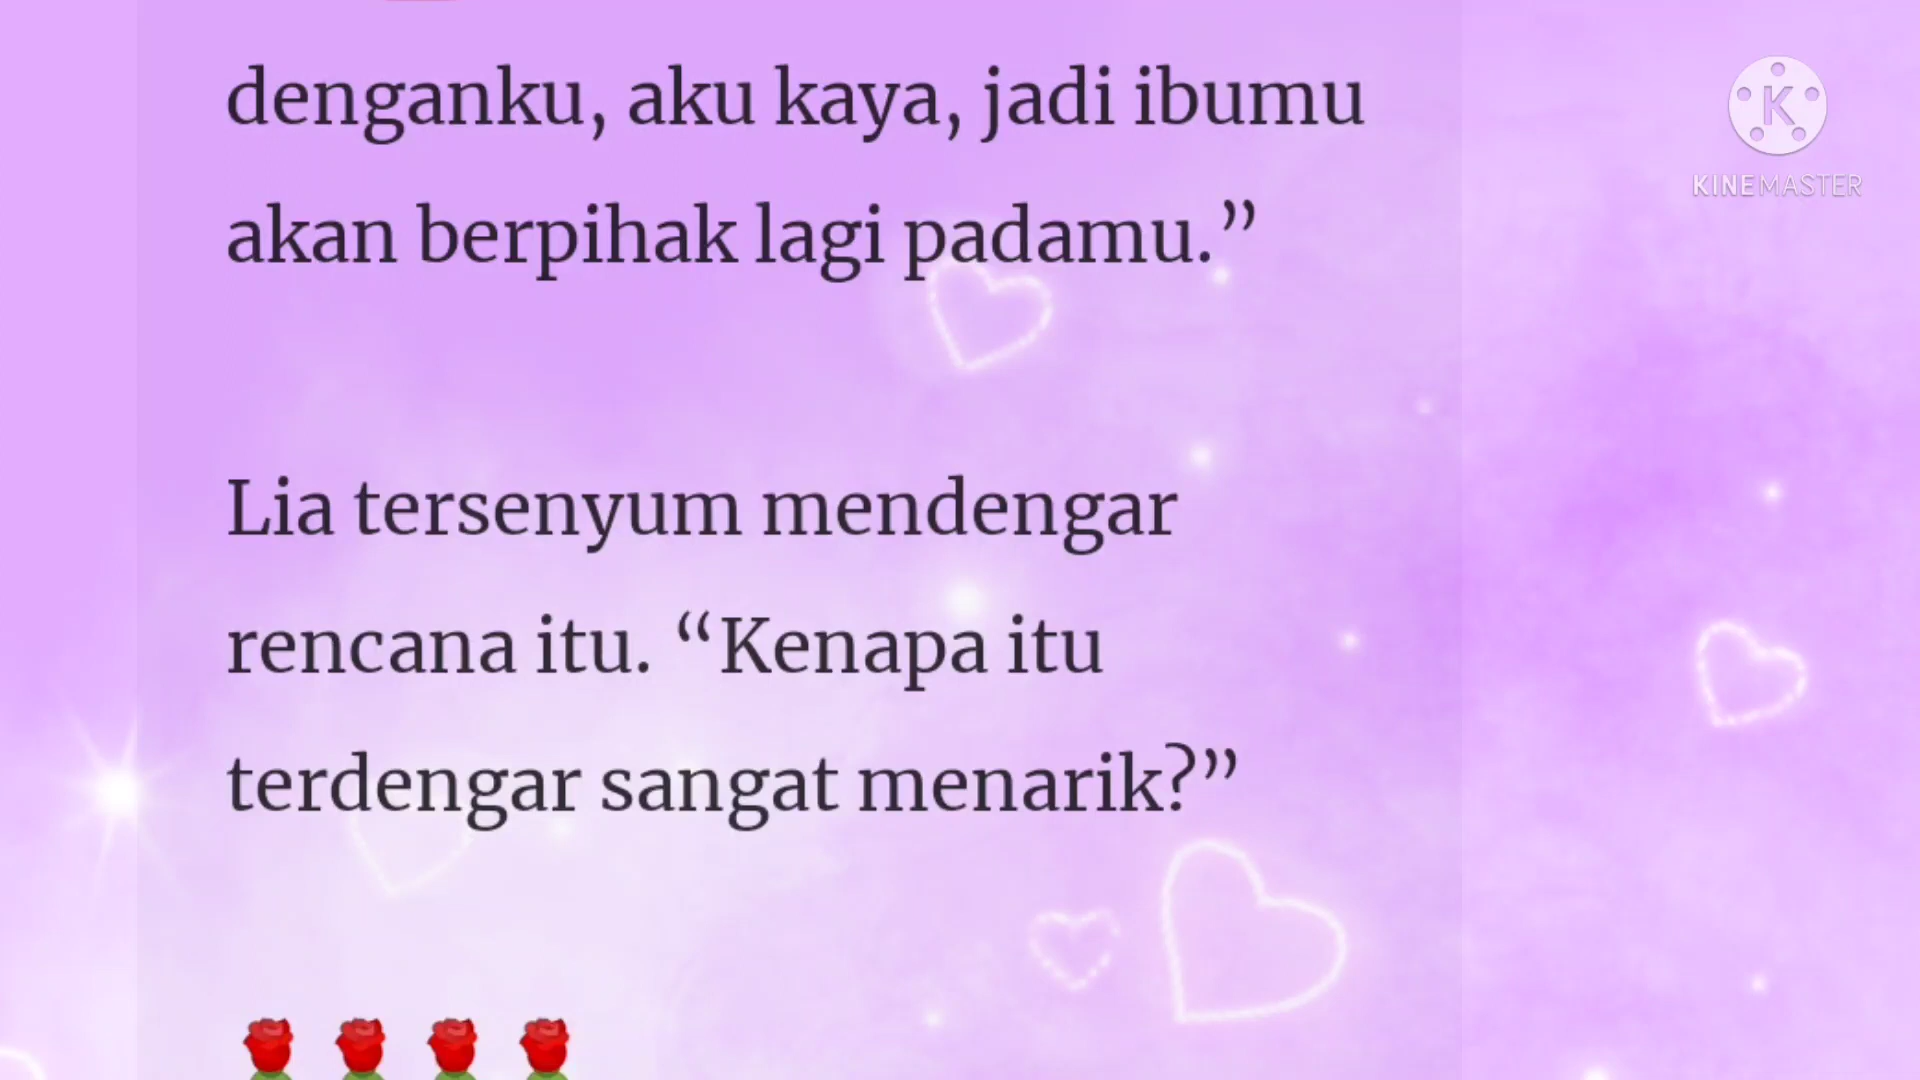 denganku, aku kaya, jadi ibumu
akan berpihak lagi padamu.”
Lia tersenyum mendengar
rencana itu. “Kenapa itu
terdengar sangat menarik?”
K
KINEMASTER